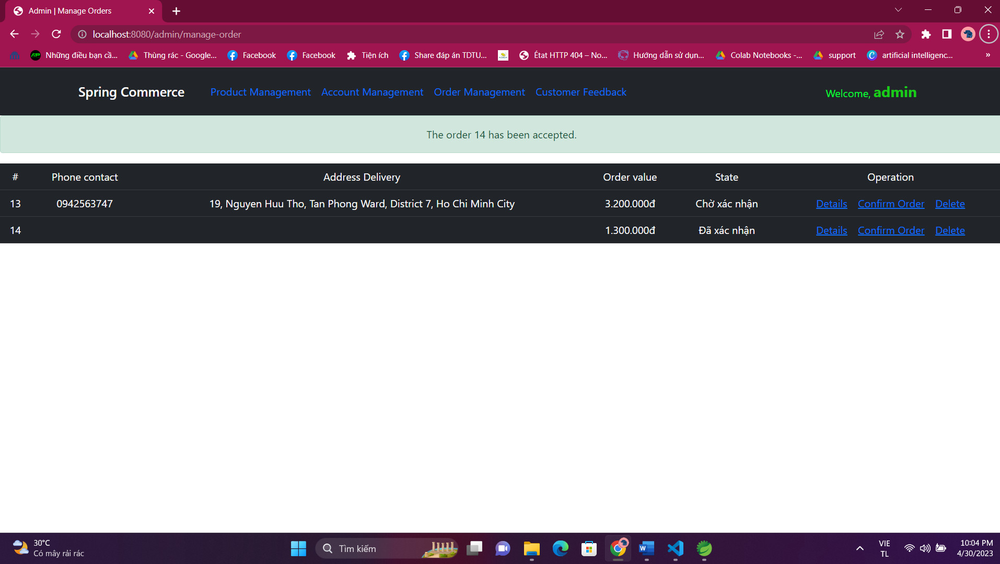 Admin | Manage Orders
localhost:8080/admin/manage-order
Những điều bạn cầ... Thùng rác - Google... Facebook Facebook Tiện ích Share đáp án TDTU... État HTTP 404 – No... Hướng dẫn sử dụn... Colab Notebooks -... support artificial intelligenc... »
Spring Commerce Product Management Account Management Order Management Customer Feedback Welcome, admin
The order 14 has been accepted.
# Phone contact Address Delivery Order value State Operation
13 0942563747 19, Nguyen Huu Tho, Tan Phong Ward, District 7, Ho Chi Minh City 3.200.000đ Chờ xác nhận Details Confirm Order Delete
14 1.300.000đ Đã xác nhận Details Confirm Order Delete
30°C
Có mây rải rác
Tìm kiếm
VIE
TL
10:04 PM
4/30/2023